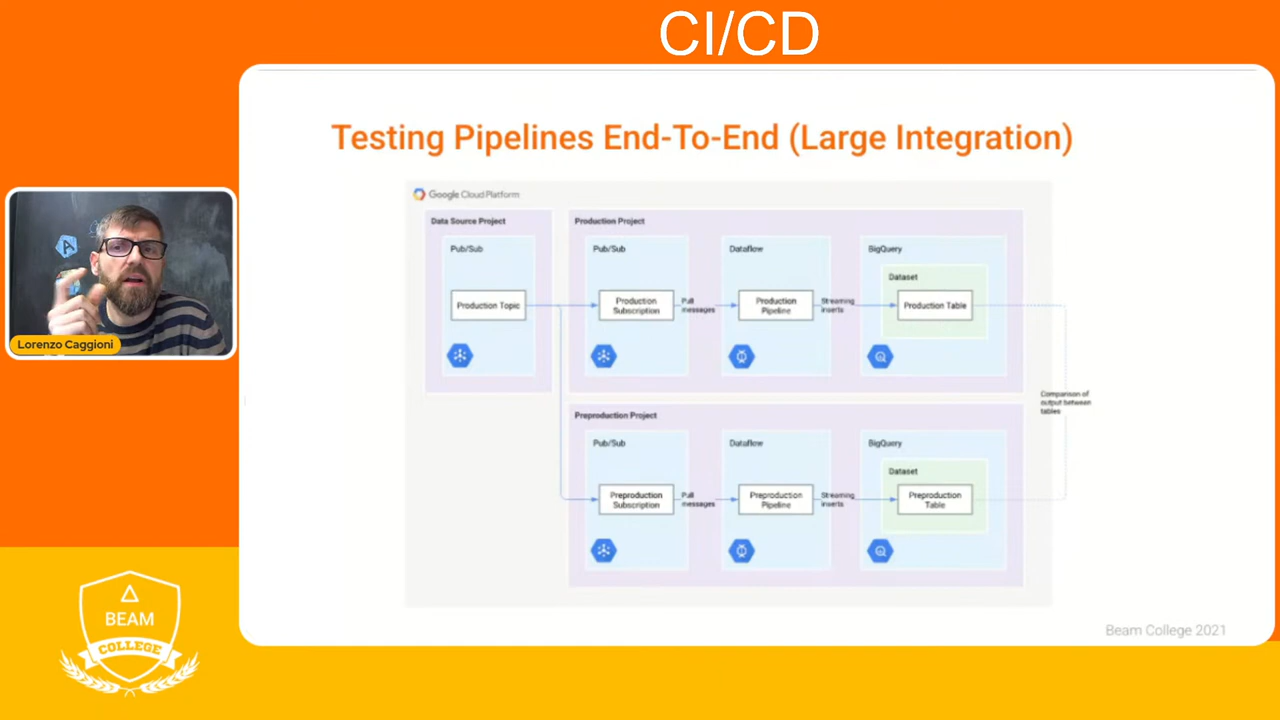 CI/CD
Testing Pipelines End-To-End (Large Integration)
Google Cloud Platform
Data Source Project
Pub/Sub
Production Topic
Production Project
Pub/Sub
Production
Subscription
Pull
messages
Dataflow
Production
Pipeline
Streaming
inserts
BigQuery
Dataset
Production Table
Comparison of
output between
tables
Preproduction Project
Pub/Sub
Preproduction
Subscription
Pull
messages
Dataflow
Preproduction
Pipeline
Streaming
inserts
BigQuery
Dataset
Preproduction
Table
A
Lorenzo Caggioni
BEAM
COLLEGE
Beam College 2021